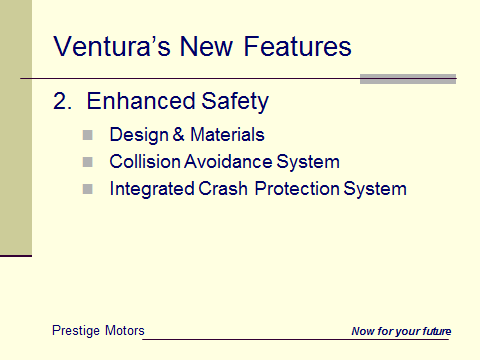 Ventura's New Features
2. Enhanced Safety
Design & Materials
Collision Avoidance System
Integrated Crash Protection System
Prestige Motors
Now for your future